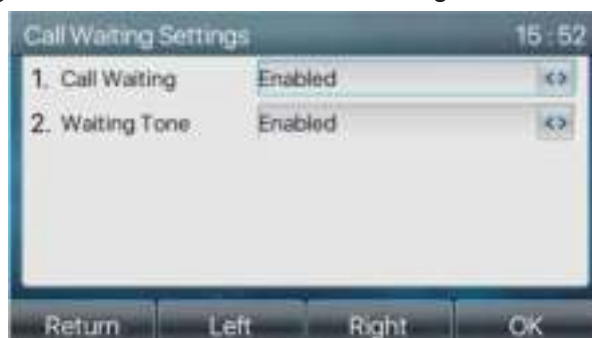 Call Waiting Settings 15:52
1. Call Waiting Enabled <>
2. Waiting Tone Enabled <>
Return Left Right OK